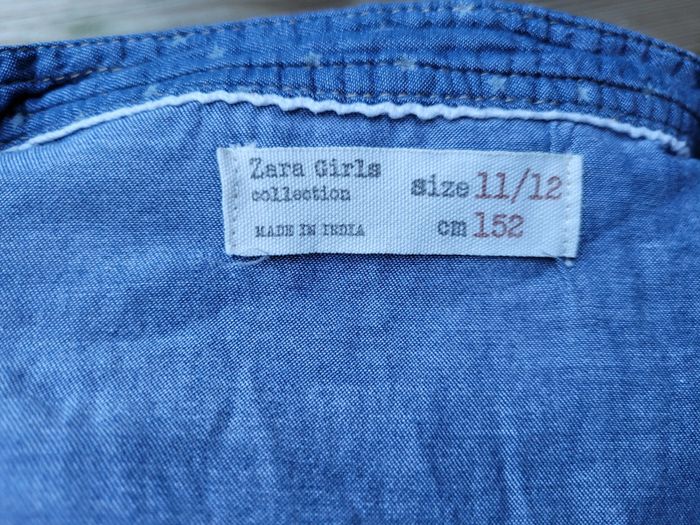 Zara Girls
collection
MADE IN INDIA
size 11/12
cm 152